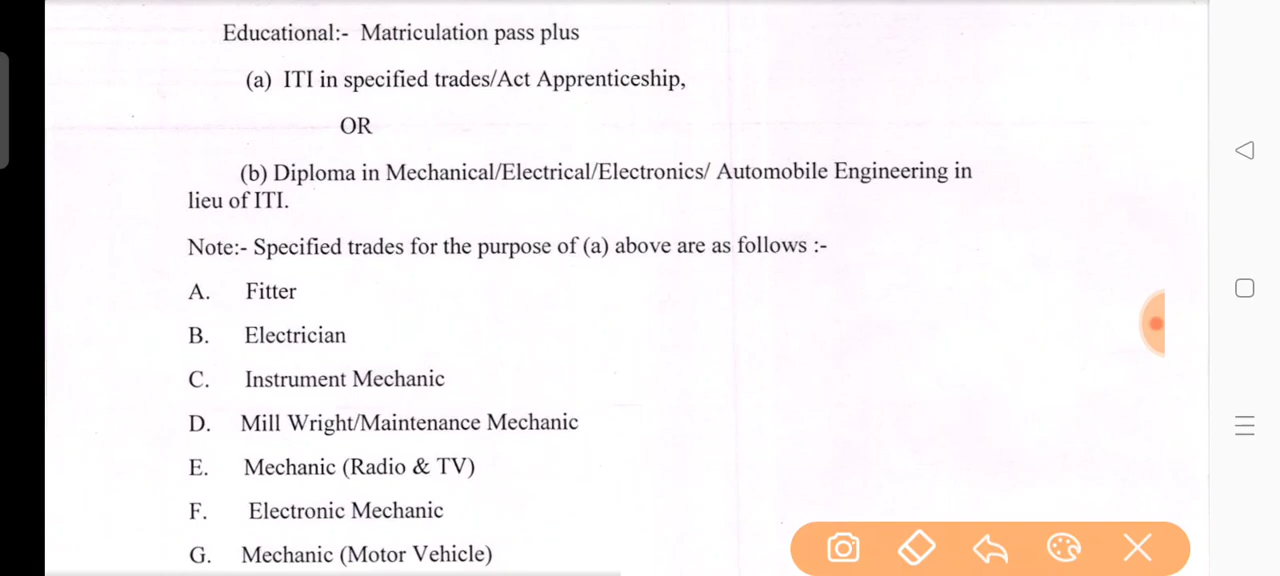 Educational:- Matriculation pass plus
(a) ITI in specified trades/Act Apprenticeship,
OR
(b) Diploma in Mechanical/Electrical/Electronics/ Automobile Engineering in
lieu of ITI.
Note:- Specified trades for the purpose of (a) above are as follows :-
A. Fitter
B. Electrician
C. Instrument Mechanic
D. Mill Wright/Maintenance Mechanic
E. Mechanic (Radio & TV)
F. Electronic Mechanic
G. Mechanic (Motor Vehicle)